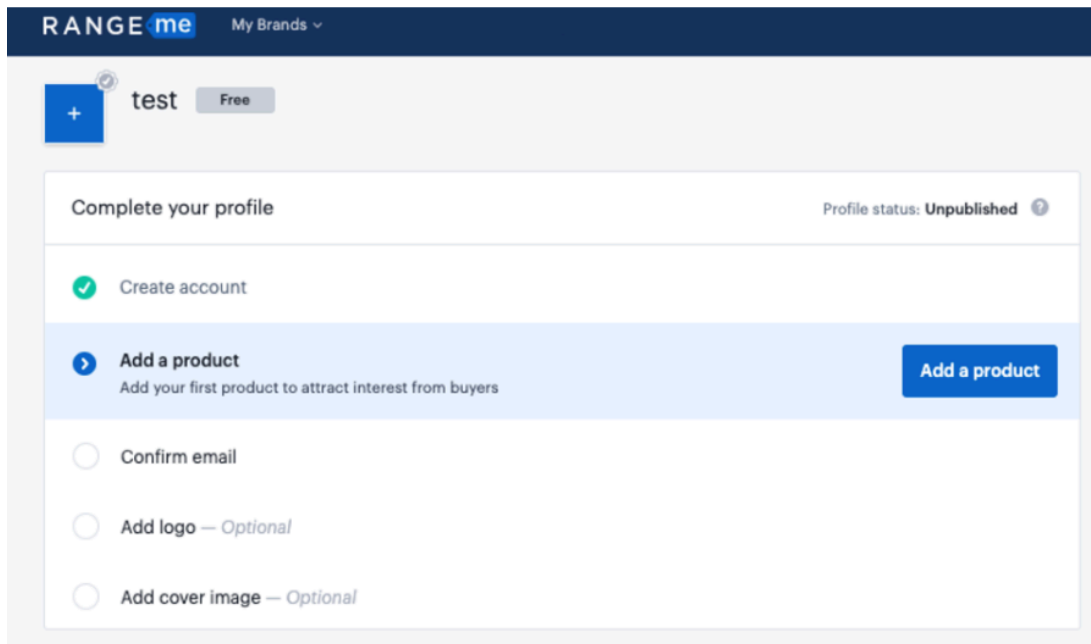 RANGE me My Brands
test Free
Complete your profile Profile status: Unpublished ?
Create account
Add a product
Add your first product to attract interest from buyers
Add a product
Confirm email
Add logo — Optional
Add cover image — Optional